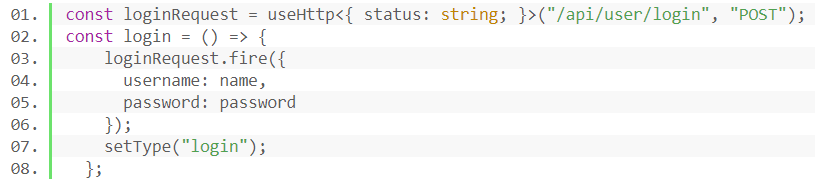 01. const loginRequest = useHttp<{ status: string; }>("/api/user/login", "POST");
02. const login = () => {
03.     loginRequest.fire({
04.       username: name,
05.       password: password
06.     });
07.     setType("login");
08.   };